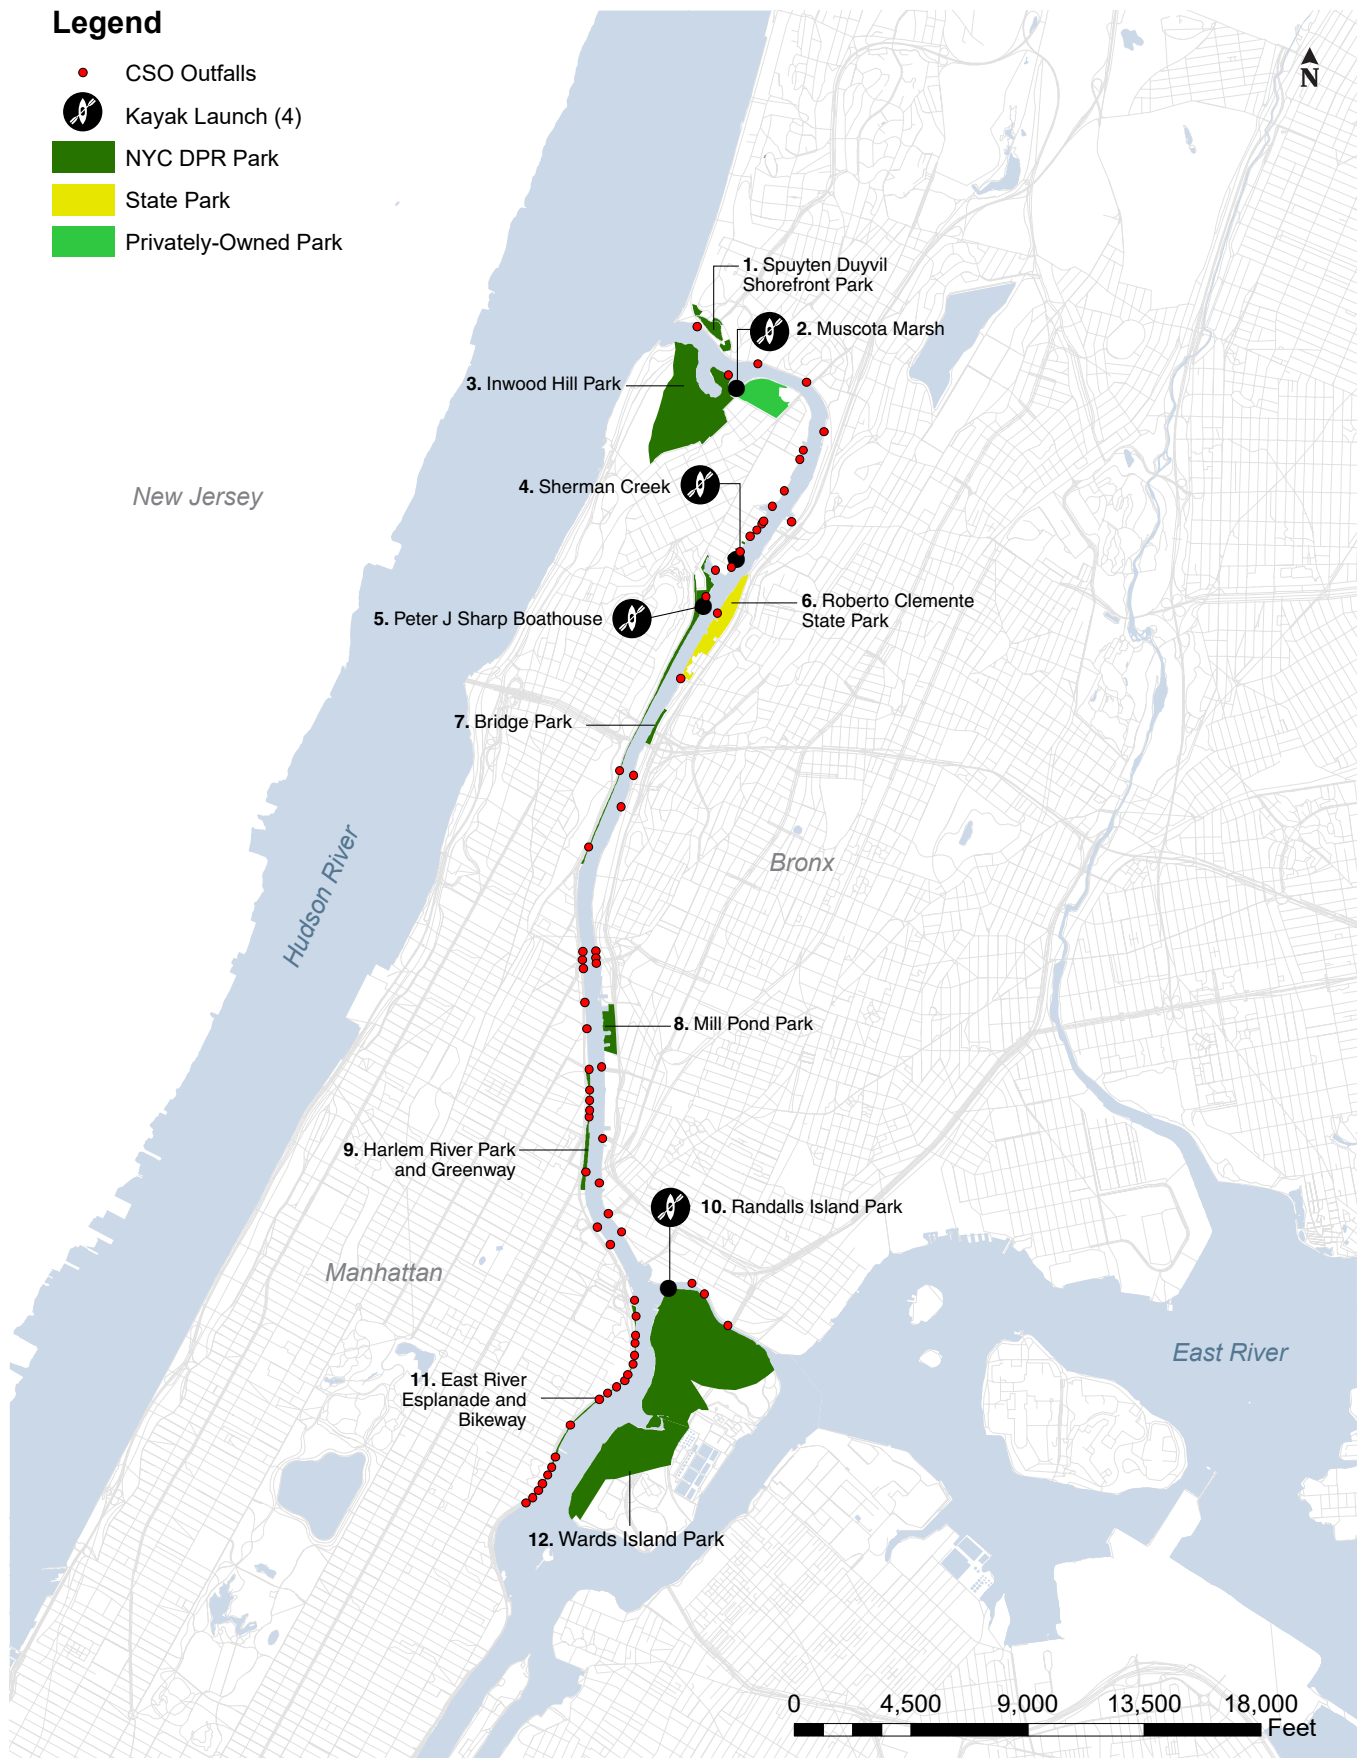 Legend
CSO Outfalls
Kayak Launch (4)
NYC DPR Park
State Park
Privately-Owned Park
N
1. Spuyten Duyvil
Shorefront Park
2. Muscota Marsh
3. Inwood Hill Park
4. Sherman Creek
New Jersey
5. Peter J Sharp Boathouse
6. Roberto Clemente
State Park
7. Bridge Park
Hudson River
Bronx
8. Mill Pond Park
9. Harlem River Park
and Greenway
10. Randalls Island Park
Manhattan
East River
11. East River
Esplanade and
Bikeway
12. Wards Island Park
0 4,500 9,000 13,500 18,000
Feet